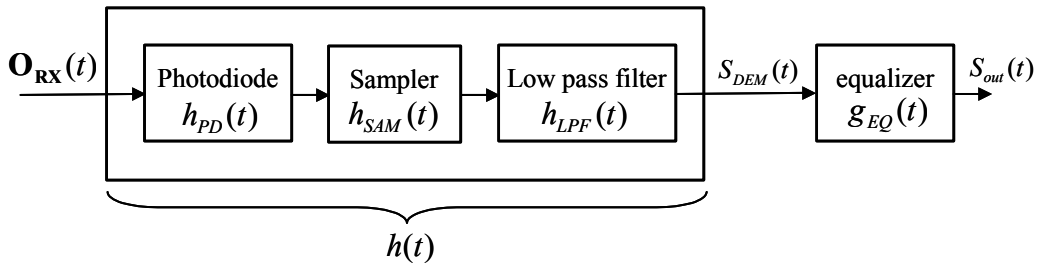 O_RX(t)
Photodiode
h_PD(t)
Sampler
h_SAM(t)
Low pass filter
h_LPF(t)
S_DEM(t)
equalizer
g_EQ(t)
S_out(t)
h(t)